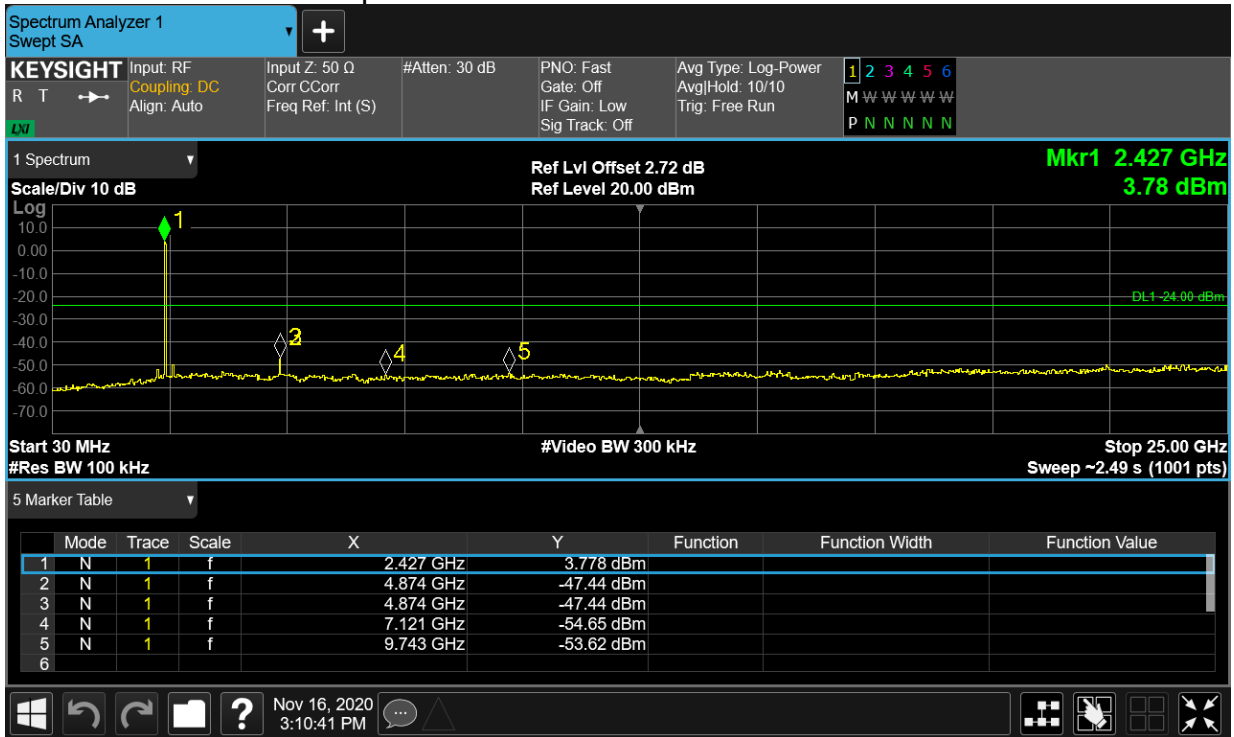 Spectrum Analyzer 1
Swept SA
+
KEYSIGHT
R T
LXI
Input: RF
Coupling: DC
Align: Auto
Input Z: 50 Ω
Corr CCorr
Freq Ref: Int (S)
#Atten: 30 dB
PNO: Fast
Gate: Off
IF Gain: Low
Sig Track: Off
Avg Type: Log-Power
Avg|Hold: 10/10
Trig: Free Run
1 2 3 4 5 6
M W W W W W
P N N N N N
1 Spectrum
Scale/Div 10 dB
Ref Lvl Offset 2.72 dB
Ref Level 20.00 dBm
Mkr1 2.427 GHz
3.78 dBm
Log
10.0
0.00
-10.0
-20.0
-30.0
-40.0
-50.0
-60.0
-70.0
1
3
4
5
DL1 -24.00 dBm
Start 30 MHz
#Res BW 100 kHz
#Video BW 300 kHz
Stop 25.00 GHz
Sweep ~2.49 s (1001 pts)
5 Marker Table
Mode Trace Scale X Y Function Function Width Function Value
1 N 1 f 2.427 GHz 3.778 dBm
2 N 1 f 4.874 GHz -47.44 dBm
3 N 1 f 4.874 GHz -47.44 dBm
4 N 1 f 7.121 GHz -54.65 dBm
5 N 1 f 9.743 GHz -53.62 dBm
6
?
Nov 16, 2020
3:10:41 PM